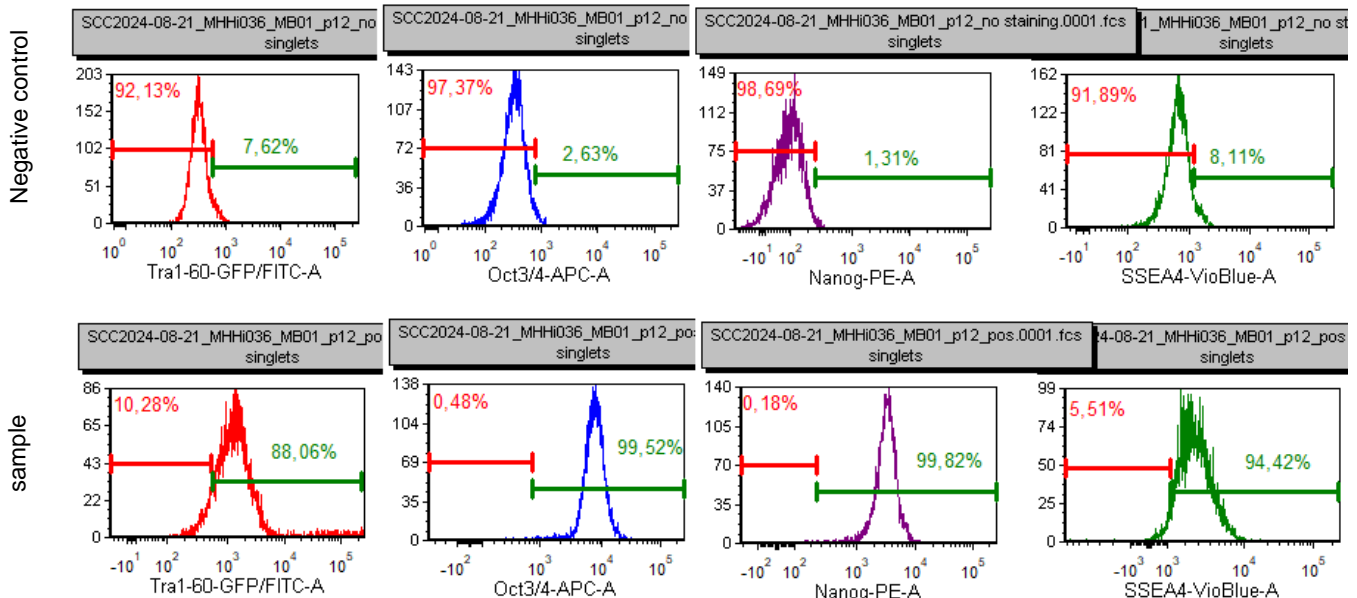 Negative control
SCC2024-08-21_MHHi036_MB01_p12_no
singlets
203
152
102
51
0
92,13%
7,62%
10^0 10^2 10^3 10^4 10^5
Tra1-60-GFP/FITC-A
SCC2024-08-21_MHHi036_MB01_p12_no
singlets
143
107
72
36
0
97,37%
2,63%
10^0 10^2 10^3 10^4 10^5
Oct3/4-APC-A
SCC2024-08-21_MHHi036_MB01_p12_no staining.0001.fcs
singlets
149
112
75
37
0
98,69%
1,31%
-10^1 10^2 10^3 10^4 10^5
Nanog-PE-A
1_MHHi036_MB01_p12_no st
singlets
162
122
81
41
0
91,89%
8,11%
-10^1 10^2 10^3 10^4 10^5
SSEA4-VioBlue-A
sample
SCC2024-08-21_MHHi036_MB01_p12_po
singlets
86
65
43
22
0
10,28%
88,06%
-10^1 10^2 10^3 10^4 10^5
Tra1-60-GFP/FITC-A
SCC2024-08-21_MHHi036_MB01_p12_pos
singlets
138
104
69
35
0
0,48%
99,52%
-10^2 10^3 10^4 10^5
Oct3/4-APC-A
SCC2024-08-21_MHHi036_MB01_p12_pos.0001.fcs
singlets
140
105
70
35
0
0,18%
99,82%
-10^2 10^3 10^4 10^5
Nanog-PE-A
24-08-21_MHHi036_MB01_p12_pos
singlets
99
74
50
25
0
5,51%
94,42%
-10^3 10^3 10^4 10^5
SSEA4-VioBlue-A